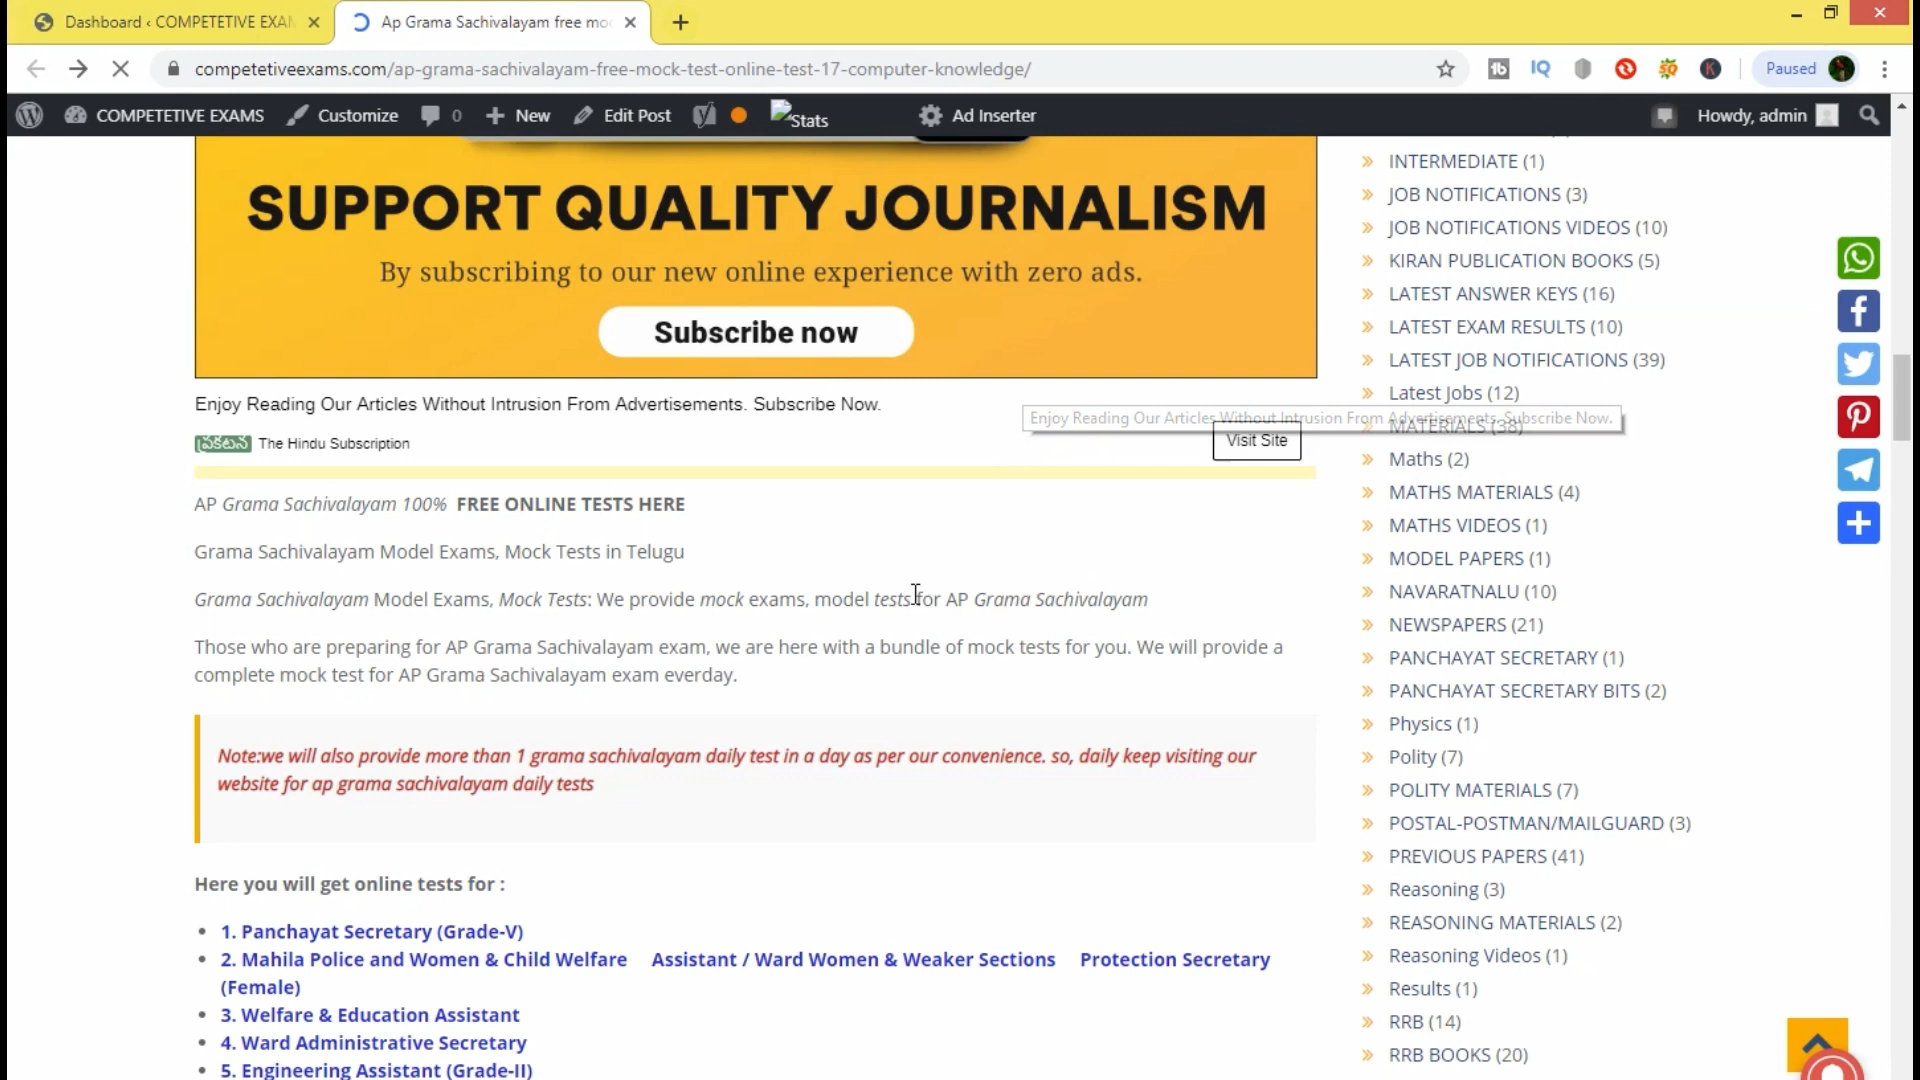 Dashboard ‹ COMPETETIVE EXA
Ap Grama Sachivalayam free mo
competetiveexams.com/ap-grama-sachivalayam-free-mock-test-online-test-17-computer-knowledge/
Paused
COMPETETIVE EXAMS
Customize
0
New
Edit Post
Stats
Ad Inserter
Howdy, admin
SUPPORT QUALITY JOURNALISM
By subscribing to our new online experience with zero ads.
Subscribe now
Enjoy Reading Our Articles Without Intrusion From Advertisements. Subscribe Now.
Enjoy Reading Our Articles Without Intrusion From Advertisements. Subscribe Now.
ప్రకటన The Hindu Subscription
Visit Site
AP Grama Sachivalayam 100% FREE ONLINE TESTS HERE
Grama Sachivalayam Model Exams, Mock Tests in Telugu
Grama Sachivalayam Model Exams, Mock Tests: We provide mock exams, model tests for AP Grama Sachivalayam
Those who are preparing for AP Grama Sachivalayam exam, we are here with a bundle of mock tests for you. We will provide a
complete mock test for AP Grama Sachivalayam exam everday.
Note:we will also provide more than 1 grama sachivalayam daily test in a day as per our convenience. so, daily keep visiting our
website for ap grama sachivalayam daily tests
Here you will get online tests for :
1. Panchayat Secretary (Grade-V)
2. Mahila Police and Women & Child Welfare Assistant / Ward Women & Weaker Sections Protection Secretary
(Female)
3. Welfare & Education Assistant
4. Ward Administrative Secretary
5. Engineering Assistant (Grade-II)
INTERMEDIATE (1)
JOB NOTIFICATIONS (3)
JOB NOTIFICATIONS VIDEOS (10)
KIRAN PUBLICATION BOOKS (5)
LATEST ANSWER KEYS (16)
LATEST EXAM RESULTS (10)
LATEST JOB NOTIFICATIONS (39)
Latest Jobs (12)
MATERIALS (38)
Maths (2)
MATHS MATERIALS (4)
MATHS VIDEOS (1)
MODEL PAPERS (1)
NAVARATNALU (10)
NEWSPAPERS (21)
PANCHAYAT SECRETARY (1)
PANCHAYAT SECRETARY BITS (2)
Physics (1)
Polity (7)
POLITY MATERIALS (7)
POSTAL-POSTMAN/MAILGUARD (3)
PREVIOUS PAPERS (41)
Reasoning (3)
REASONING MATERIALS (2)
Reasoning Videos (1)
Results (1)
RRB (14)
RRB BOOKS (20)